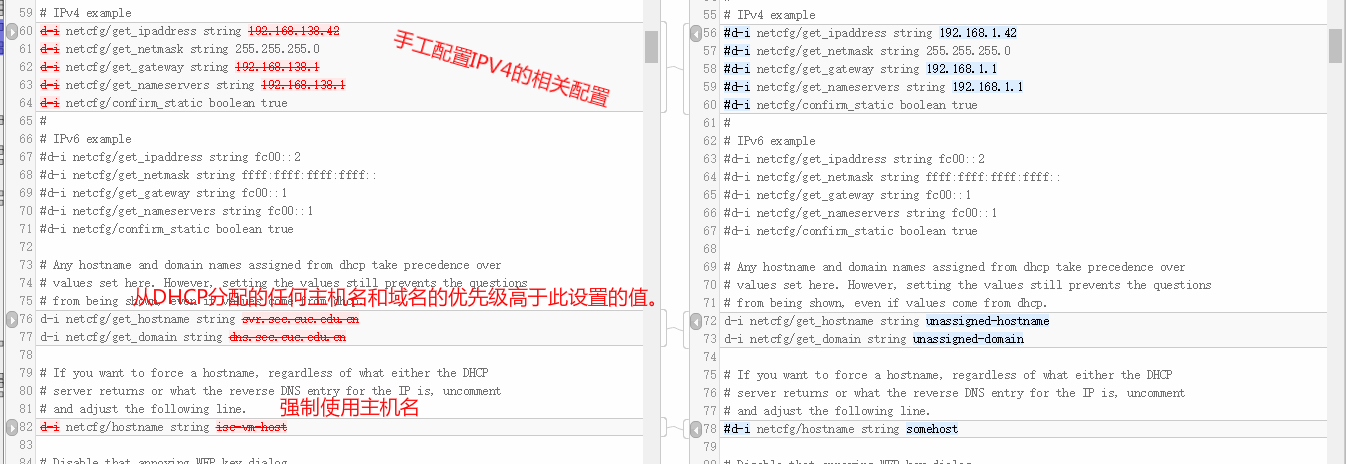 59 # IPv4 example
60 d-i netcfg/get_ipaddress string 192.168.138.42
61 d-i netcfg/get_netmask string 255.255.255.0
62 d-i netcfg/get_gateway string 192.168.138.1
63 d-i netcfg/get_nameservers string 192.168.138.1
64 d-i netcfg/confirm_static boolean true
手工配置IPV4的相关配置
65 #
66 # IPv6 example
67 #d-i netcfg/get_ipaddress string fc00::2
68 #d-i netcfg/get_netmask string ffff:ffff:ffff:ffff::
69 #d-i netcfg/get_gateway string fc00::1
70 #d-i netcfg/get_nameservers string fc00::1
71 #d-i netcfg/confirm_static boolean true
72
73 # Any hostname and domain names assigned from dhcp take precedence over
74 # values set here. However, setting the values still prevents the questions
75 # from being shown, even if values come from dhcp.
从DHCP分配的任何主机名和域名的优先级高于此设置的值。
76 d-i netcfg/get_hostname string svr.sec.cuc.edu.cn
77 d-i netcfg/get_domain string dns.sec.cuc.edu.cn
78
79 # If you want to force a hostname, regardless of what either the DHCP
80 # server returns or what the reverse DNS entry for the IP is, uncomment
81 # and adjust the following line.
强制使用主机名
82 d-i netcfg/hostname string isc-vm-host
83
84 # Disable that annoying WEP key dialog
55 # IPv4 example
56 #d-i netcfg/get_ipaddress string 192.168.1.42
57 #d-i netcfg/get_netmask string 255.255.255.0
58 #d-i netcfg/get_gateway string 192.168.1.1
59 #d-i netcfg/get_nameservers string 192.168.1.1
60 #d-i netcfg/confirm_static boolean true
61 #
62 # IPv6 example
63 #d-i netcfg/get_ipaddress string fc00::2
64 #d-i netcfg/get_netmask string ffff:ffff:ffff:ffff::
65 #d-i netcfg/get_gateway string fc00::1
66 #d-i netcfg/get_nameservers string fc00::1
67 #d-i netcfg/confirm_static boolean true
68
69 # Any hostname and domain names assigned from dhcp take precedence over
70 # values set here. However, setting the values still prevents the questions
71 # from being shown, even if values come from dhcp.
72 d-i netcfg/get_hostname string unassigned-hostname
73 d-i netcfg/get_domain string unassigned-domain
74
75 # If you want to force a hostname, regardless of what either the DHCP
76 # server returns or what the reverse DNS entry for the IP is, uncomment
77 # and adjust the following line.
78 #d-i netcfg/hostname string somehost
79
# Disable that annoying WEP key dialog